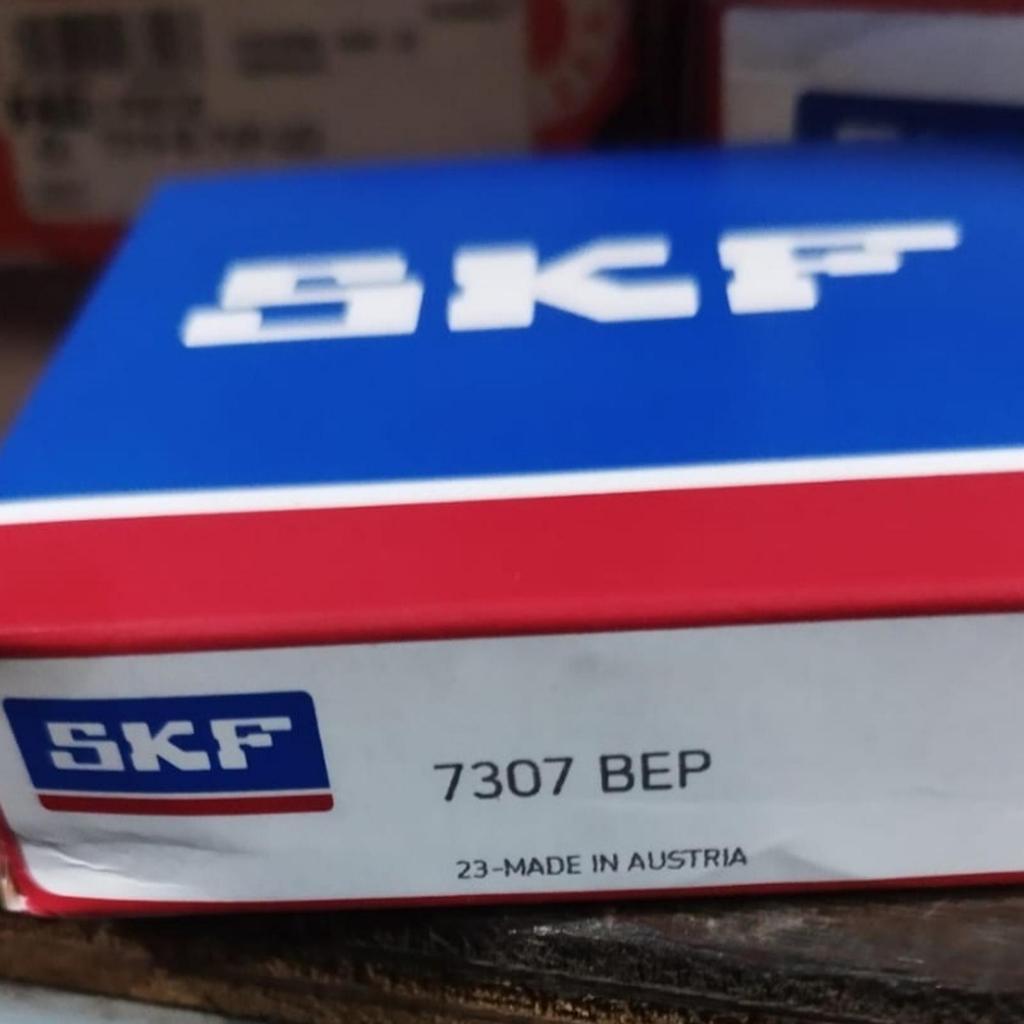 SKF
SKF
7307 BEP
23-MADE IN AUSTRIA